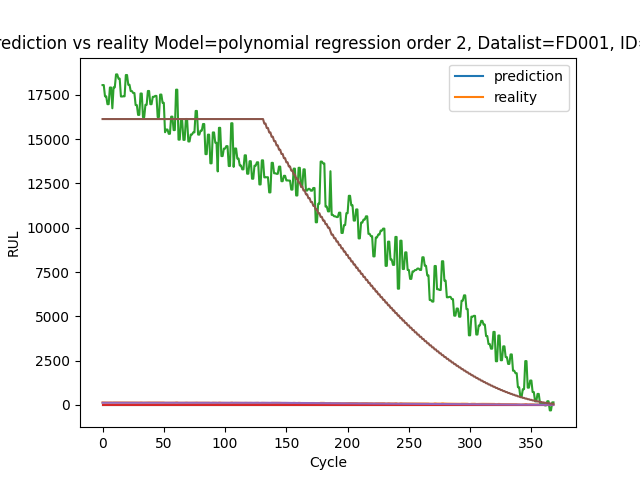 rediction vs reality Model=polynomial regression order 2, Datalist=FD001, ID=
prediction
reality
17500
15000
12500
10000
7500
5000
2500
0
RUL
0 50 100 150 200 250 300 350
Cycle